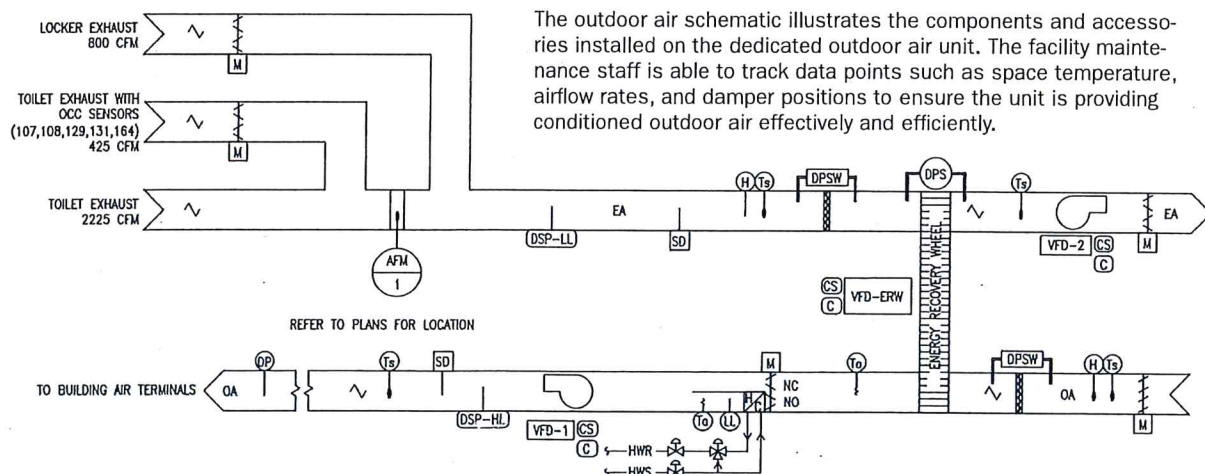 The outdoor air schematic illustrates the components and accesso-
ries installed on the dedicated outdoor air unit. The facility mainte-
nance staff is able to track data points such as space temperature,
airflow rates, and damper positions to ensure the unit is providing
conditioned outdoor air effectively and efficiently.
LOCKER EXHAUST
800 CFM
M
TOILET EXHAUST WITH
OCC SENSORS
(107,108,129,131,164)
425 CFM
M
TOILET EXHAUST
2225 CFM
AFM
1
DSP-LL
EA
SD
H
Ts
DPSW
DPS
Ts
VFD-2
CS
C
M
EA
ENERGY RECOVERY WHEEL
CS
C
VFD-ERW
REFER TO PLANS FOR LOCATION
TO BUILDING AIR TERMINALS
OA
DP
Ts
SD
DSP-HL
VFD-1
CS
C
Ta
LL
H
C
M
NC
NO
Ta
DPSW
OA
H
Ts
M
HWR
HWS